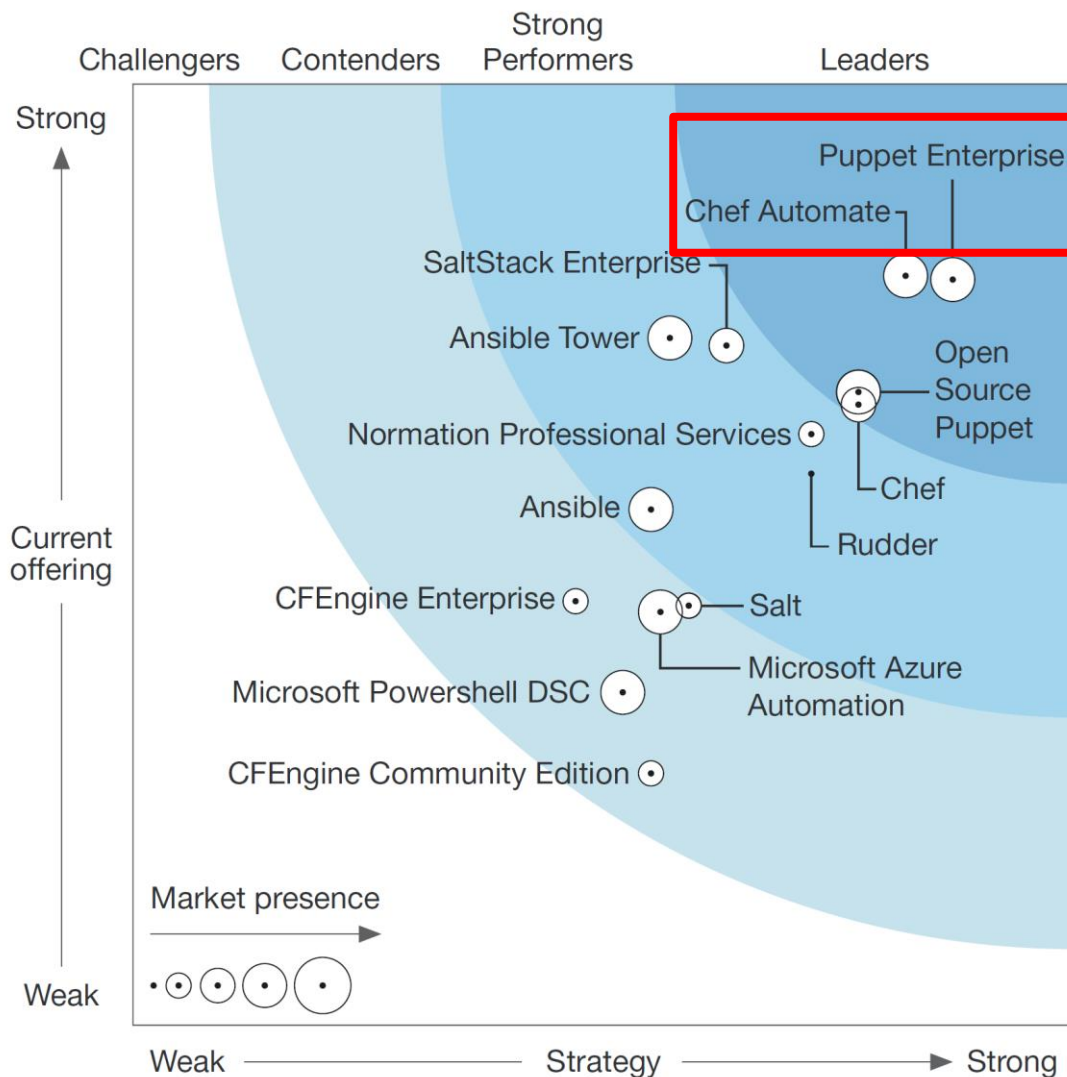 Strong
Challengers Contenders Performers Leaders
Strong
Puppet Enterprise
Chef Automate
SaltStack Enterprise
Ansible Tower
Open
Source
Puppet
Normation Professional Services
Chef
Ansible
Rudder
Current
offering
CFEngine Enterprise
Salt
Microsoft Azure
Automation
Microsoft Powershell DSC
CFEngine Community Edition
Market presence
Weak
Weak Strategy Strong